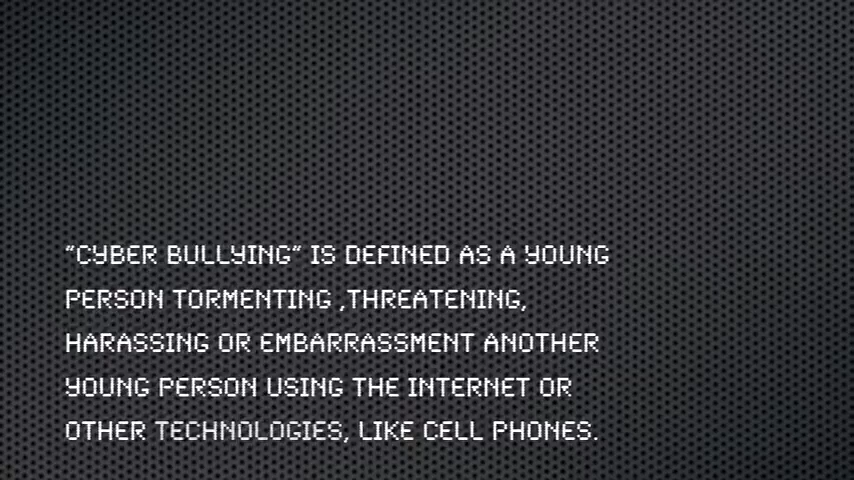 "CYBER BULLYING" IS DEFINED AS A YOUNG
PERSON TORMENTING ,THREATENING,
HARASSING OR EMBARRASSMENT ANOTHER
YOUNG PERSON USING THE INTERNET OR
OTHER TECHNOLOGIES, LIKE CELL PHONES.